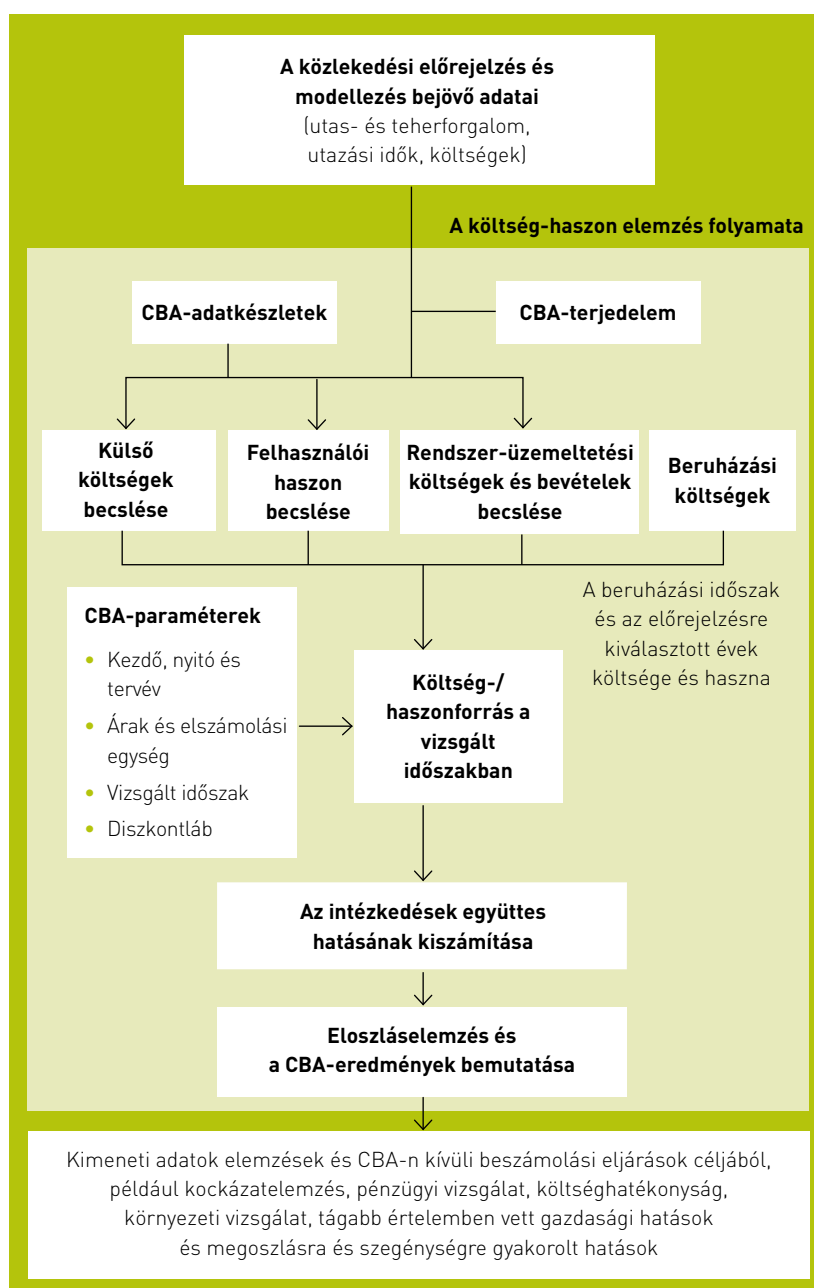 A közlekedési előrejelzés és
modellezés bejövő adatai
(utas- és teherforgalom,
utazási idők, költségek)
A költség-haszon elemzés folyamata
CBA-adatkészletek
CBA-terjedelem
Külső
költségek
becslése
Felhasználói
haszon
becslése
Rendszer-üzemeltetési
költségek és bevételek
becslése
Beruházási
költségek
A beruházási időszak
és az előrejelzésre
kiválasztott évek
költsége és haszna
CBA-paraméterek
• Kezdő, nyitó és
tervév
• Árak és elszámolási
egység
• Vizsgált időszak
• Diszkontláb
Költség-/
haszonforrás a
vizsgált
időszakban
Az intézkedések együttes
hatásának kiszámítása
Eloszláselemzés és
a CBA-eredmények bemutatása
Kimeneti adatok elemzések és CBA-n kívüli beszámolási eljárások céljából,
például kockázatelemzés, pénzügyi vizsgálat, költséghatékonyság,
környezeti vizsgálat, tágabb értelemben vett gazdasági hatások
és megoszlásra és szegénységre gyakorolt hatások